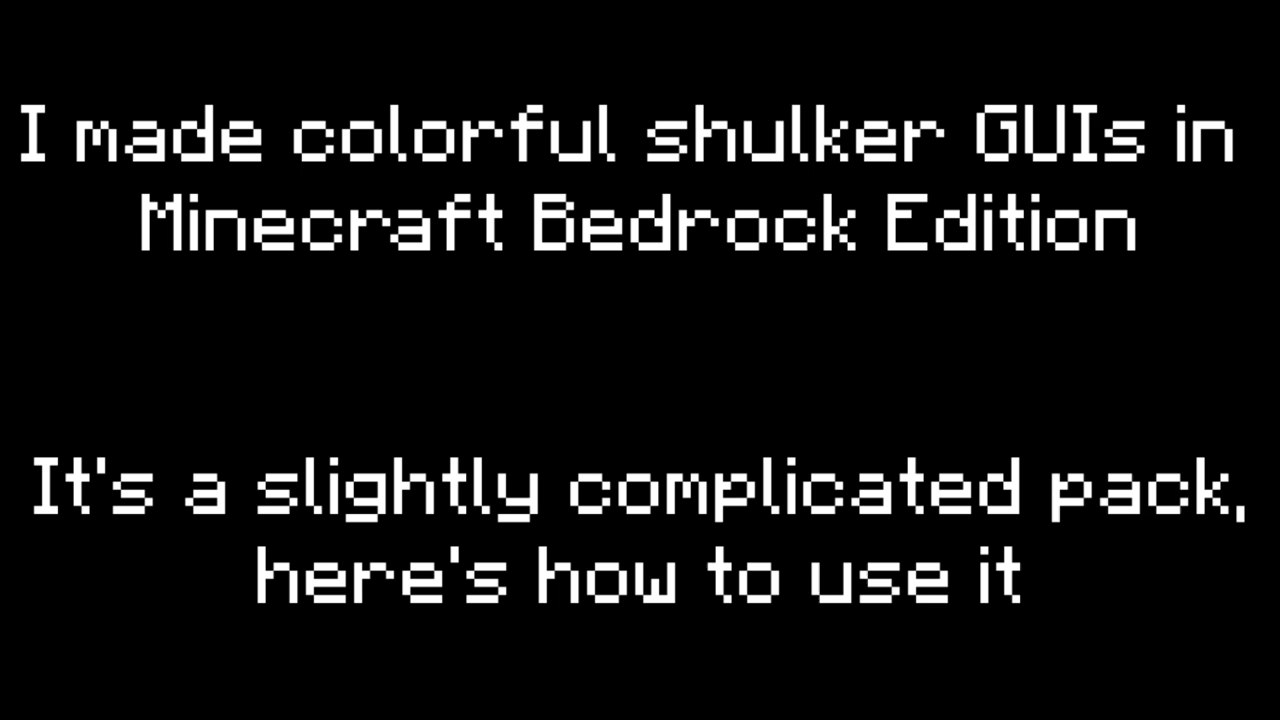 I made colorful shulker GUIs in
Minecraft Bedrock Edition
It's a slightly complicated pack,
here's how to use it